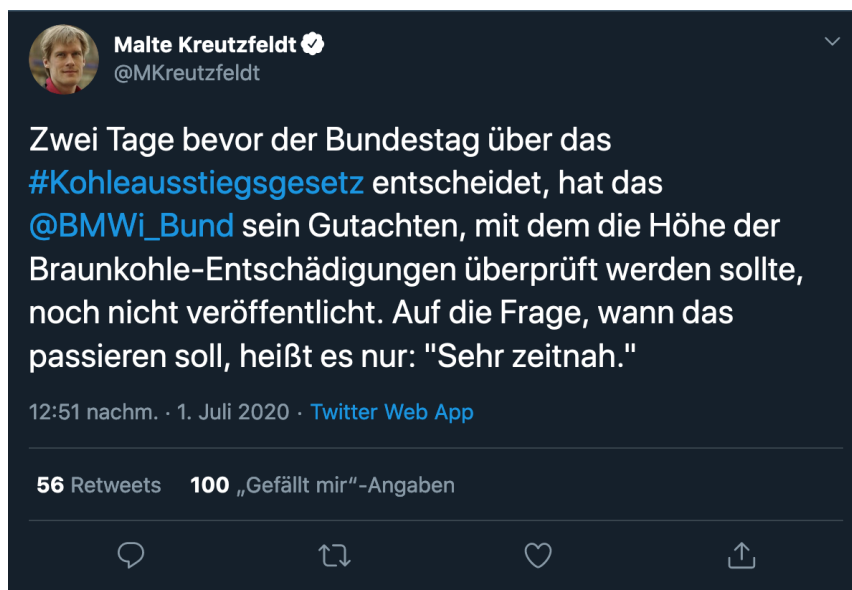 Malte Kreutzfeldt
@MKreutzfeldt
Zwei Tage bevor der Bundestag über das
#Kohleausstiegsgesetz entscheidet, hat das
@BMWi_Bund sein Gutachten, mit dem die Höhe der
Braunkohle-Entschädigungen überprüft werden sollte,
noch nicht veröffentlicht. Auf die Frage, wann das
passieren soll, heißt es nur: "Sehr zeitnah."
12:51 nachm. · 1. Juli 2020 · Twitter Web App
56 Retweets 100 „Gefällt mir“-Angaben